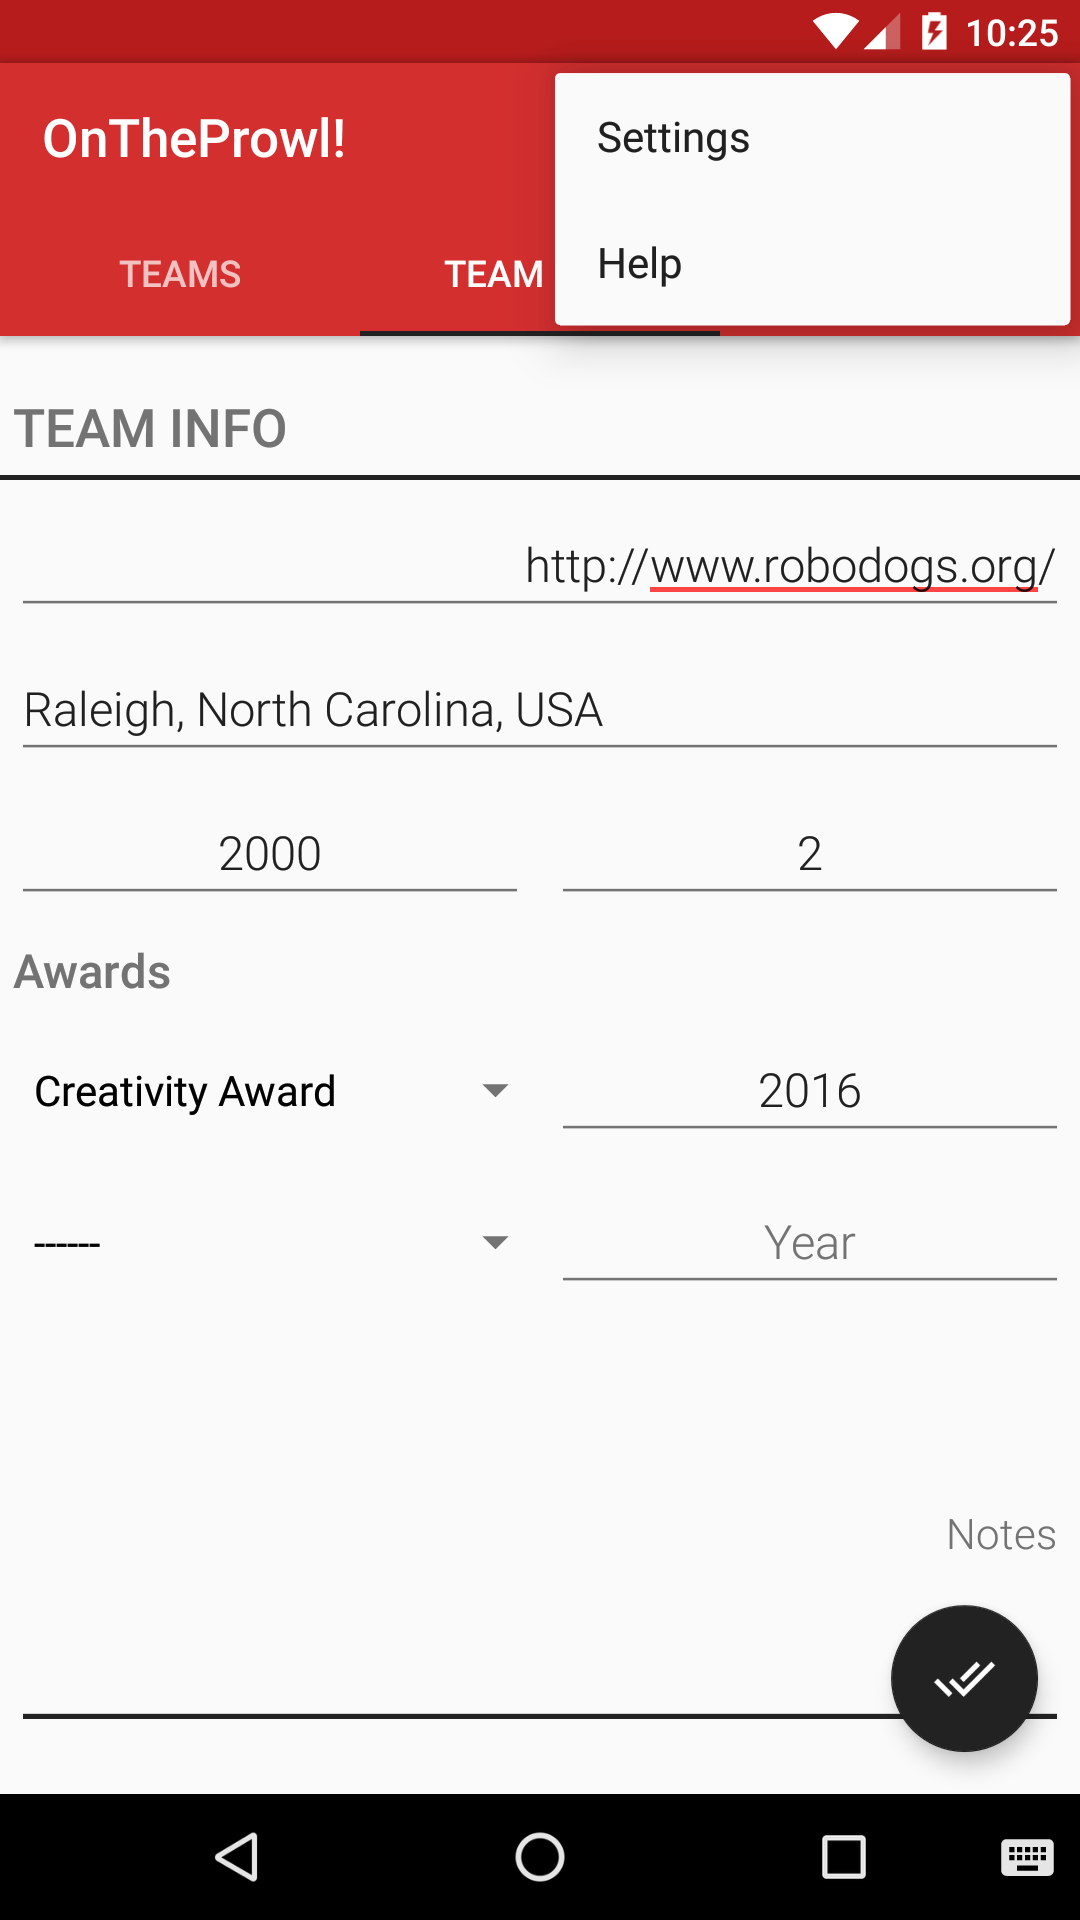 10:25
OnTheProwl!
Settings
Help
TEAMS
TEAM
TEAM INFO
http://www.robodogs.org/
Raleigh, North Carolina, USA
2000
2
Awards
Creativity Award
2016
------
Year
Notes